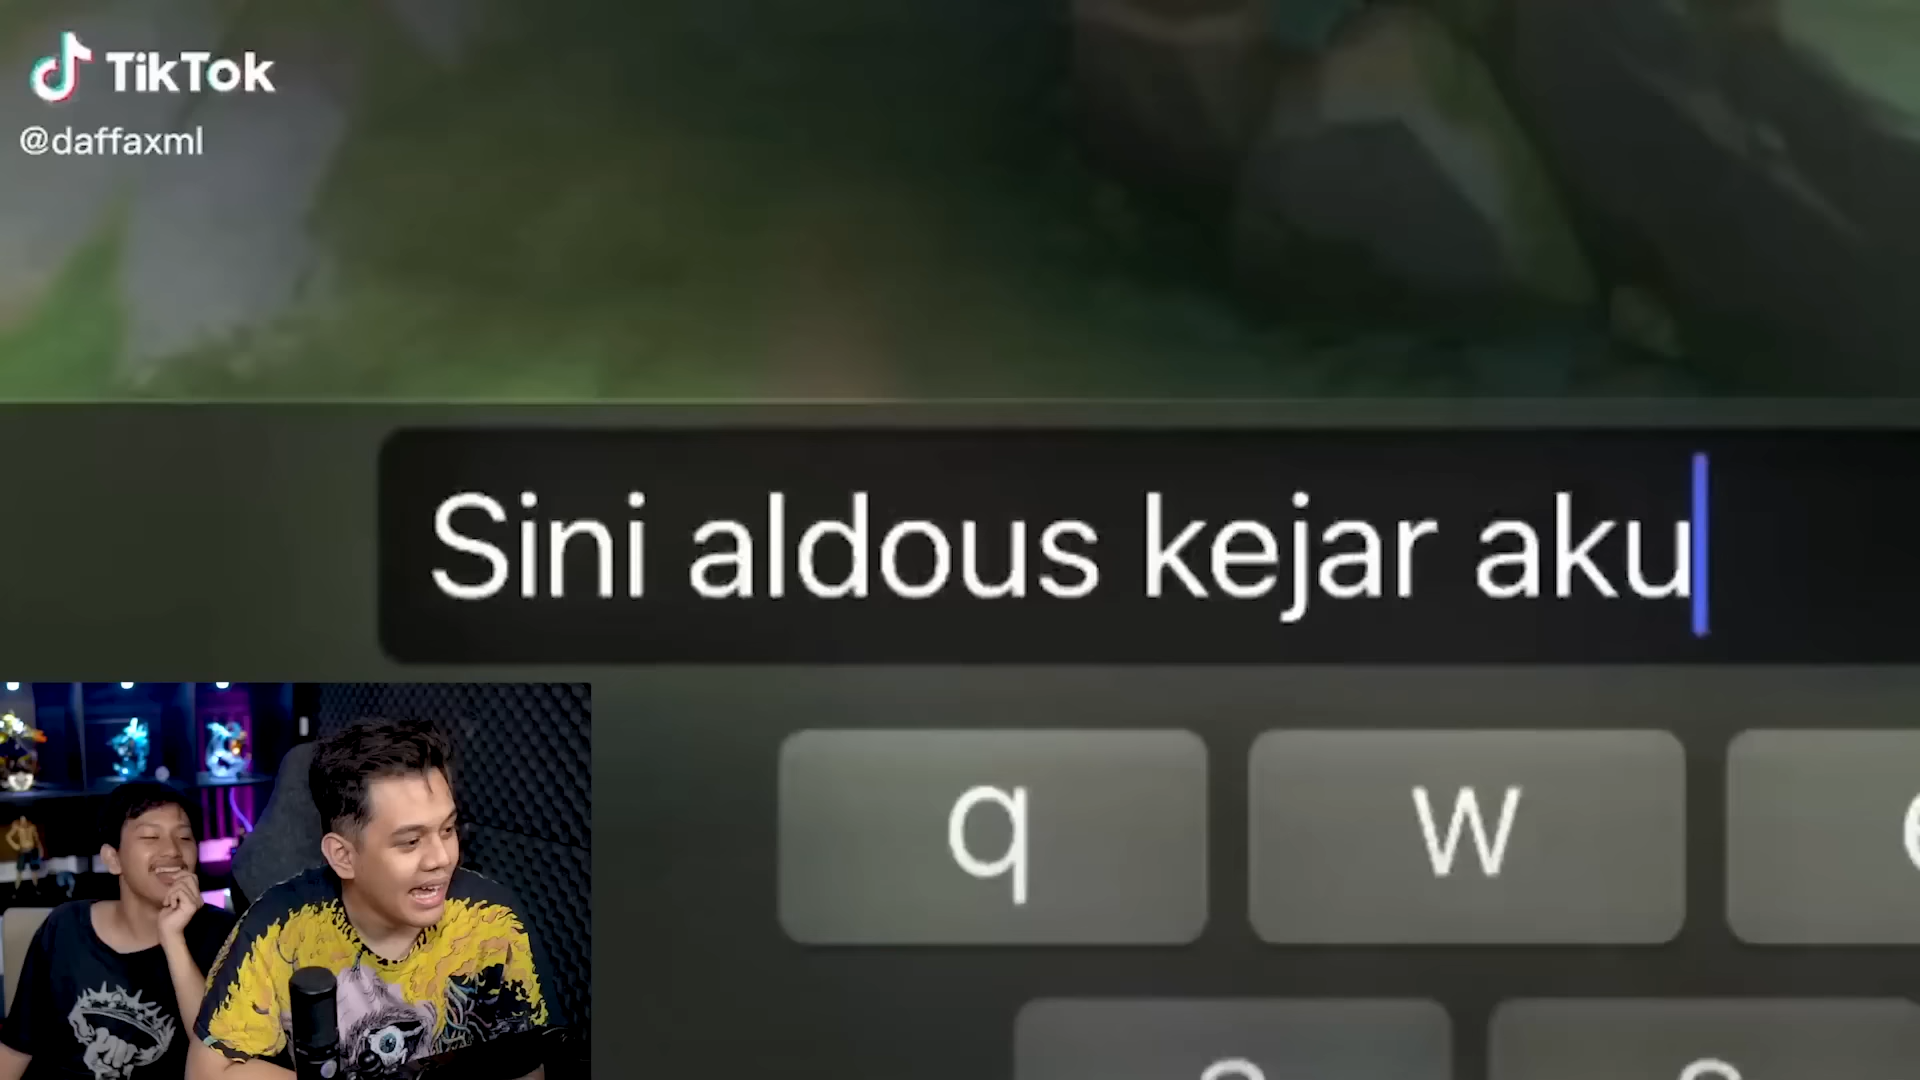 TikTok
@daffaxml
Sini aldous kejar aku
q w e